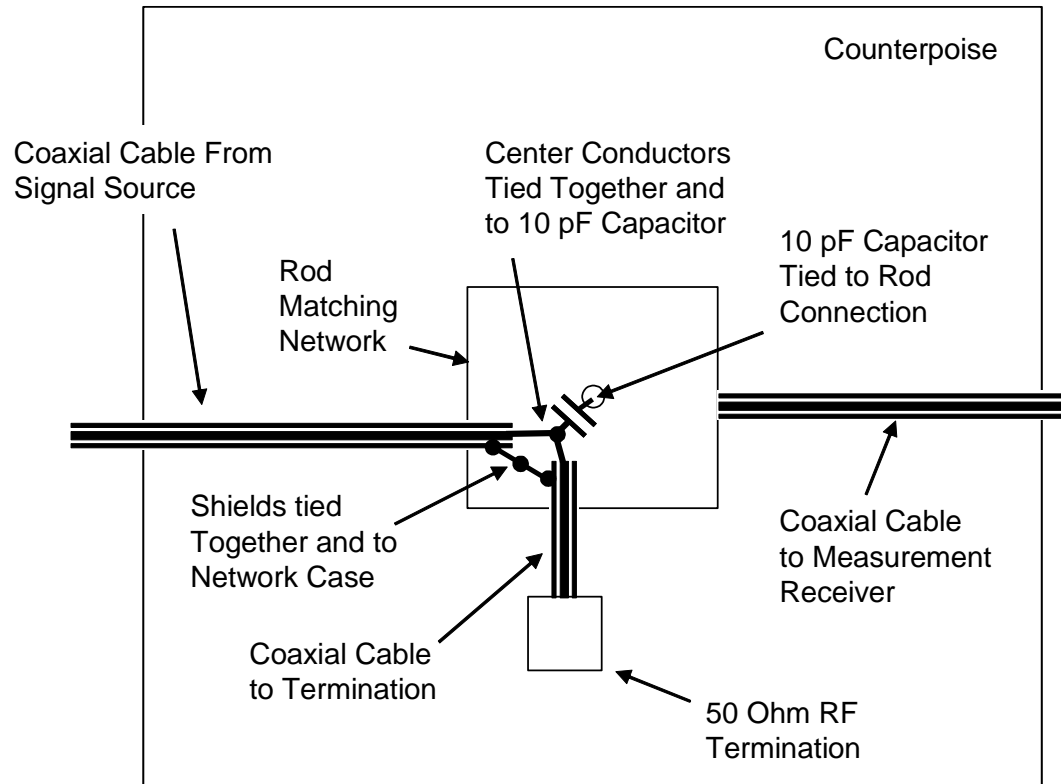 Counterpoise
Coaxial Cable From
Signal Source
Center Conductors
Tied Together and
to 10 pF Capacitor
10 pF Capacitor
Tied to Rod
Connection
Rod
Matching
Network
Shields tied
Together and to
Network Case
Coaxial Cable
to Measurement
Receiver
Coaxial Cable
to Termination
50 Ohm RF
Termination